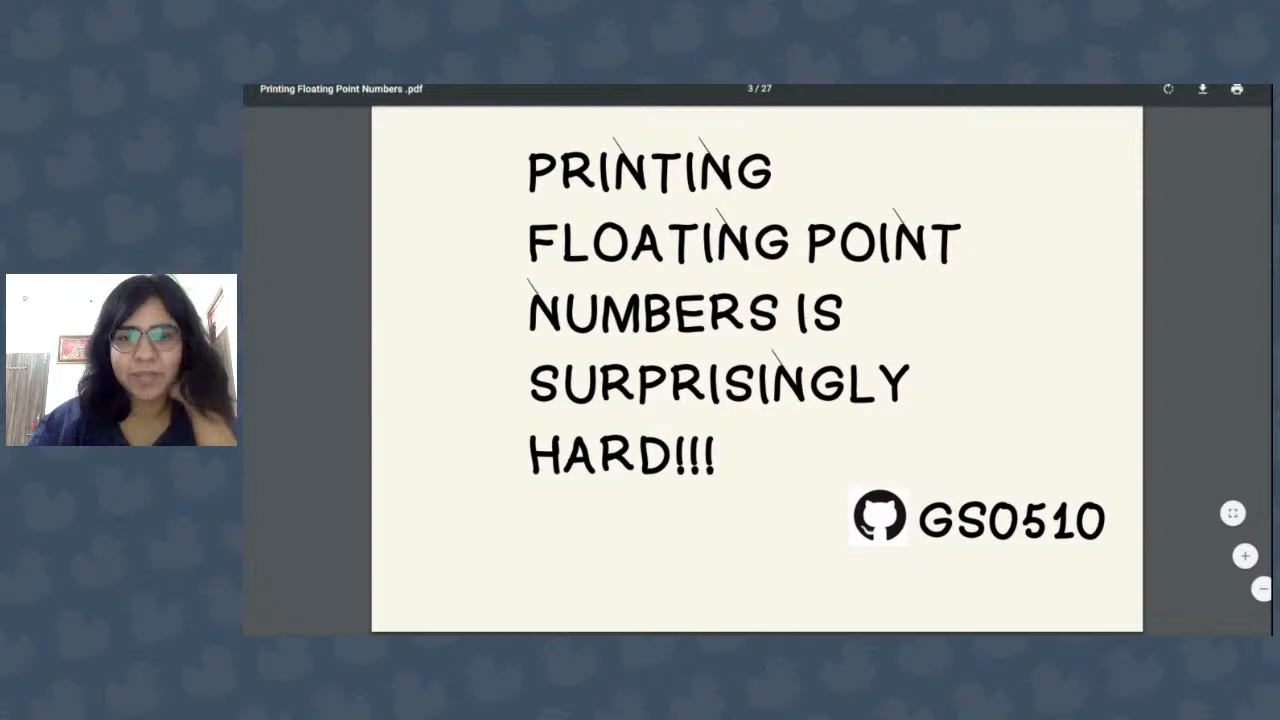 Printing Floating Point Numbers .pdf
3 / 27
PRINTING
FLOATING POINT
NUMBERS IS
SURPRISINGLY
HARD!!!
GS0510